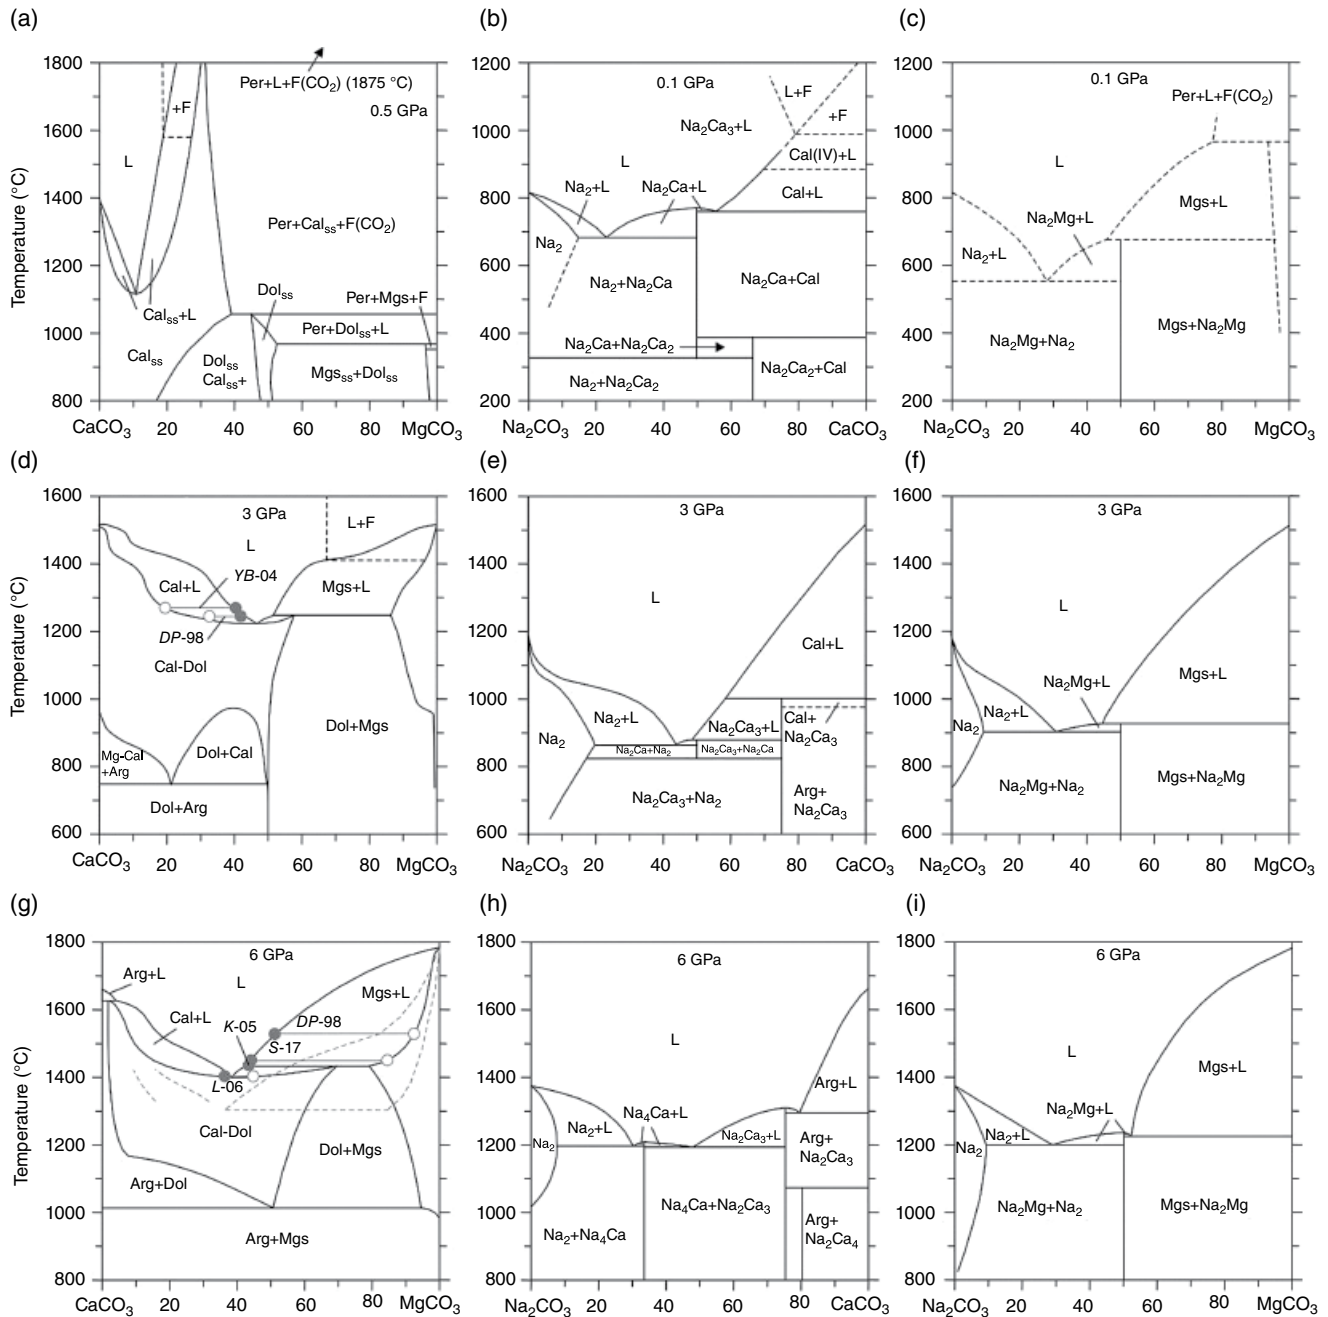 (a)
(b)
(c)
1800
1600
1400
1200
1000
800
Temperature (°C)
CaCO₃
20
40
60
80
MgCO₃
Per+L+F(CO₂) (1875 °C)
0.5 GPa
+F
L
Per+Calss+F(CO₂)
Dolss
Per+Mgs+F
Calss+L
Per+Dolss+L
Calss
Dolss
Calss+
Mgsss+Dolss
1200
1000
800
600
400
200
Na₂CO₃
20
40
60
80
CaCO₃
0.1 GPa
L+F
+F
Na₂Ca₃+L
Cal(IV)+L
L
Na₂+L
Na₂Ca+L
Cal+L
Na₂
Na₂+Na₂Ca
Na₂Ca+Cal
Na₂Ca+Na₂Ca₂
Na₂Ca₂+Cal
Na₂+Na₂Ca₂
1200
1000
800
600
400
200
Na₂CO₃
20
40
60
80
MgCO₃
0.1 GPa
Per+L+F(CO₂)
L
Mgs+L
Na₂Mg+L
Na₂+L
Na₂Mg+Na₂
Mgs+Na₂Mg
(d)
(e)
(f)
1600
1400
1200
1000
800
600
Temperature (°C)
CaCO₃
20
40
60
80
MgCO₃
3 GPa
L+F
L
YB-04
Cal+L
Mgs+L
DP-98
Cal-Dol
Dol+Mgs
Mg-Cal
+Arg
Dol+Cal
Dol+Arg
1600
1400
1200
1000
800
600
Na₂CO₃
20
40
60
80
CaCO₃
3 GPa
L
Cal+L
Na₂+L
Na₂Ca₃+L
Cal+
Na₂Ca₃
Na₂
Na₂Ca+Na₂
Na₂Ca₃+Na₂Ca
Na₂Ca₃+Na₂
Arg+
Na₂Ca₃
1600
1400
1200
1000
800
600
Na₂CO₃
20
40
60
80
MgCO₃
3 GPa
L
Mgs+L
Na₂Mg+L
Na₂+L
Na₂
Na₂Mg+Na₂
Mgs+Na₂Mg
(g)
(h)
(i)
1800
1600
1400
1200
1000
800
Temperature (°C)
CaCO₃
20
40
60
80
MgCO₃
6 GPa
Arg+L
L
Mgs+L
Cal+L
K-05
DP-98
S-17
L-06
Cal-Dol
Dol+Mgs
Arg+Dol
Arg+Mgs
1800
1600
1400
1200
1000
800
Na₂CO₃
20
40
60
80
CaCO₃
6 GPa
L
Arg+L
Na₄Ca+L
Na₂+L
Na₂Ca₃+L
Na₂
Arg+
Na₂Ca₃
Na₄Ca+Na₂Ca₃
Na₂+Na₄Ca
Arg+
Na₂Ca₄
1800
1600
1400
1200
1000
800
Na₂CO₃
20
40
60
80
MgCO₃
6 GPa
L
Mgs+L
Na₂Mg+L
Na₂+L
Na₂
Na₂Mg+Na₂
Mgs+Na₂Mg